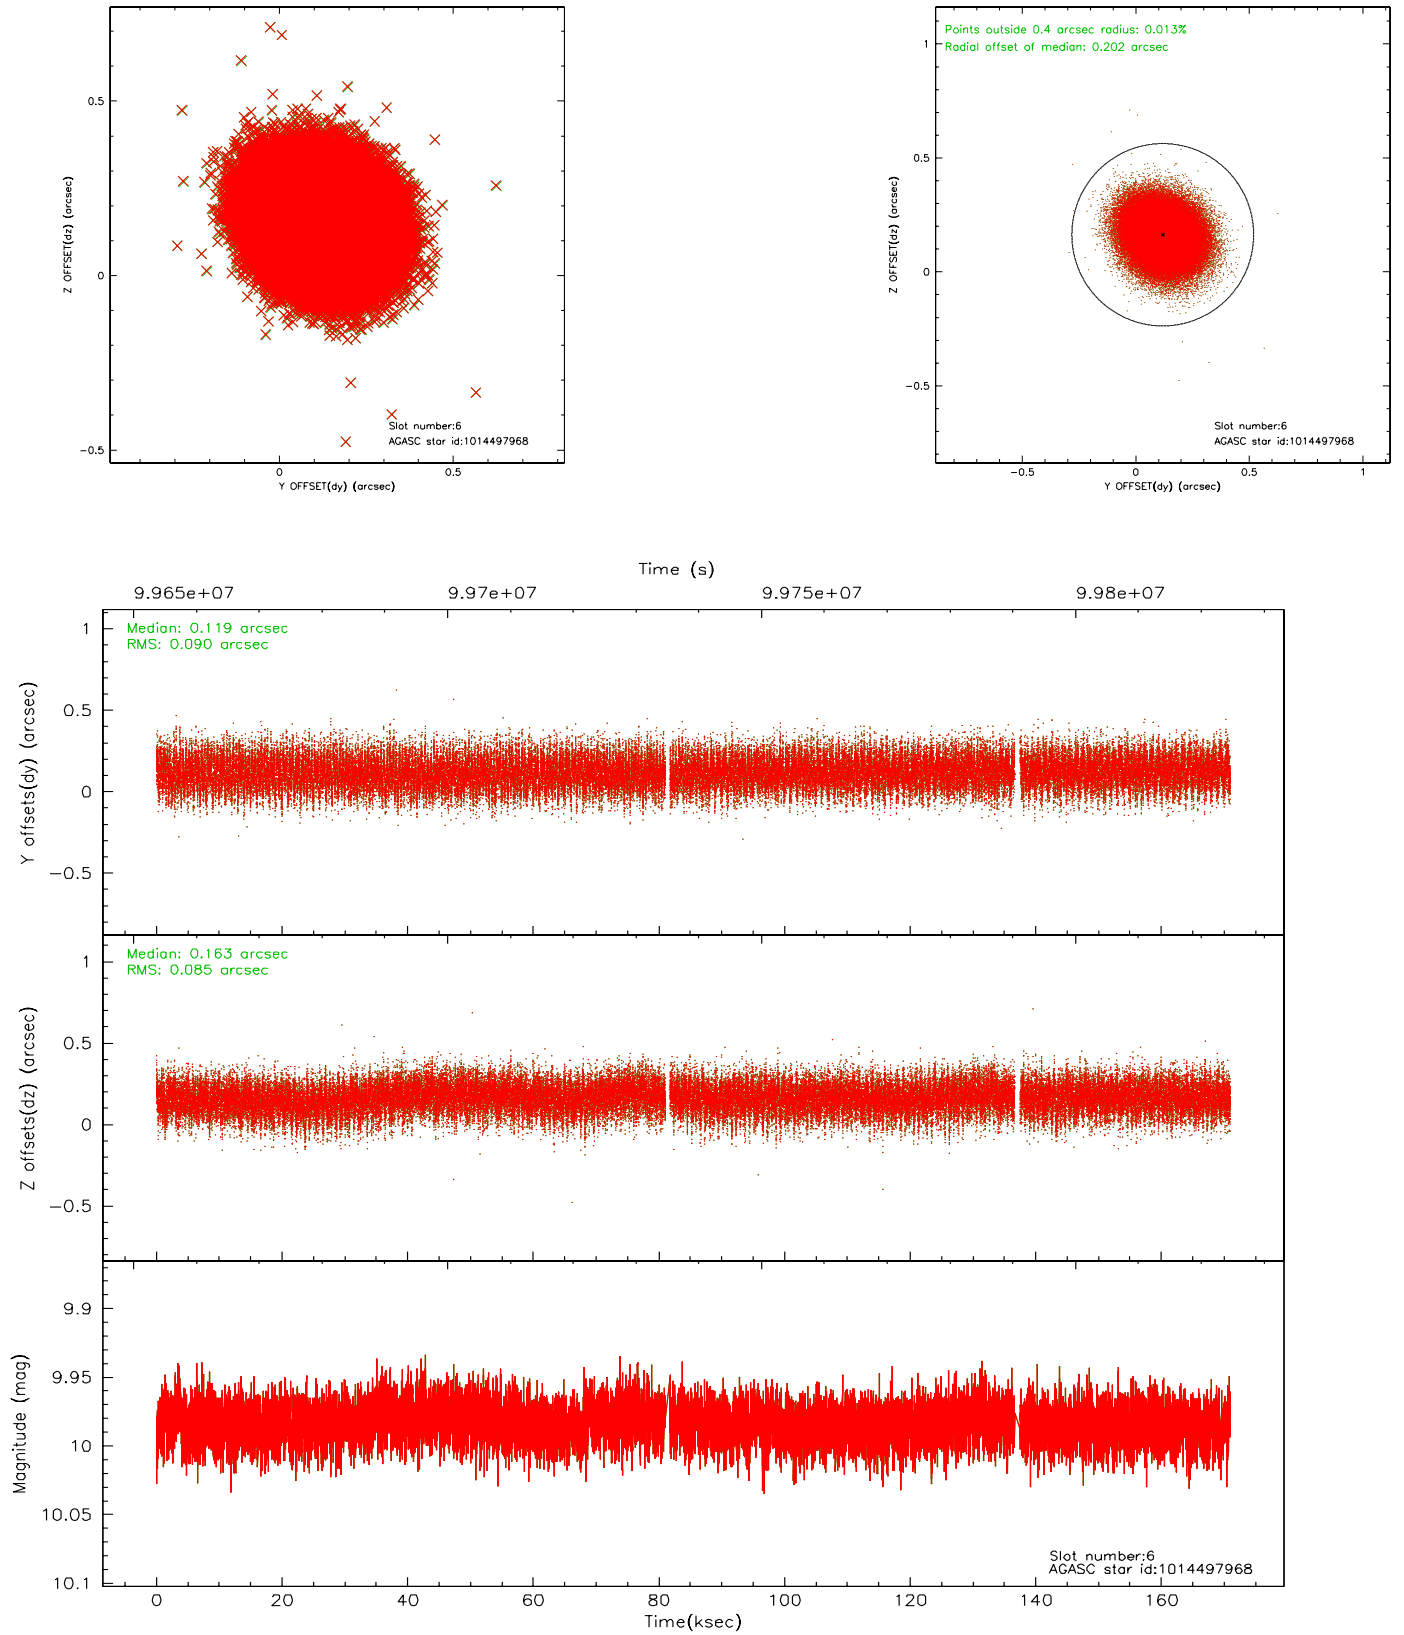 0.5
0
−0.5
Z OFFSET(dz) (arcsec)
0
0.5
Y OFFSET(dy) (arcsec)
Slot number:6
AGASC star id:1014497968
Points outside 0.4 arcsec radius: 0.013%
Radial offset of median: 0.202 arcsec
1
0.5
0
−0.5
Z OFFSET(dz) (arcsec)
−0.5
0
0.5
1
Y OFFSET(dy) (arcsec)
Slot number:6
AGASC star id:1014497968
Time (s)
9.965e+07
9.97e+07
9.975e+07
9.98e+07
Median: 0.119 arcsec
RMS: 0.090 arcsec
1
0.5
0
−0.5
Y offsets(dy) (arcsec)
Median: 0.163 arcsec
RMS: 0.085 arcsec
1
0.5
0
−0.5
Z offsets(dz) (arcsec)
9.9
9.95
10
10.05
10.1
Magnitude (mag)
Slot number:6
AGASC star id:1014497968
0
20
40
60
80
100
120
140
160
Time(ksec)